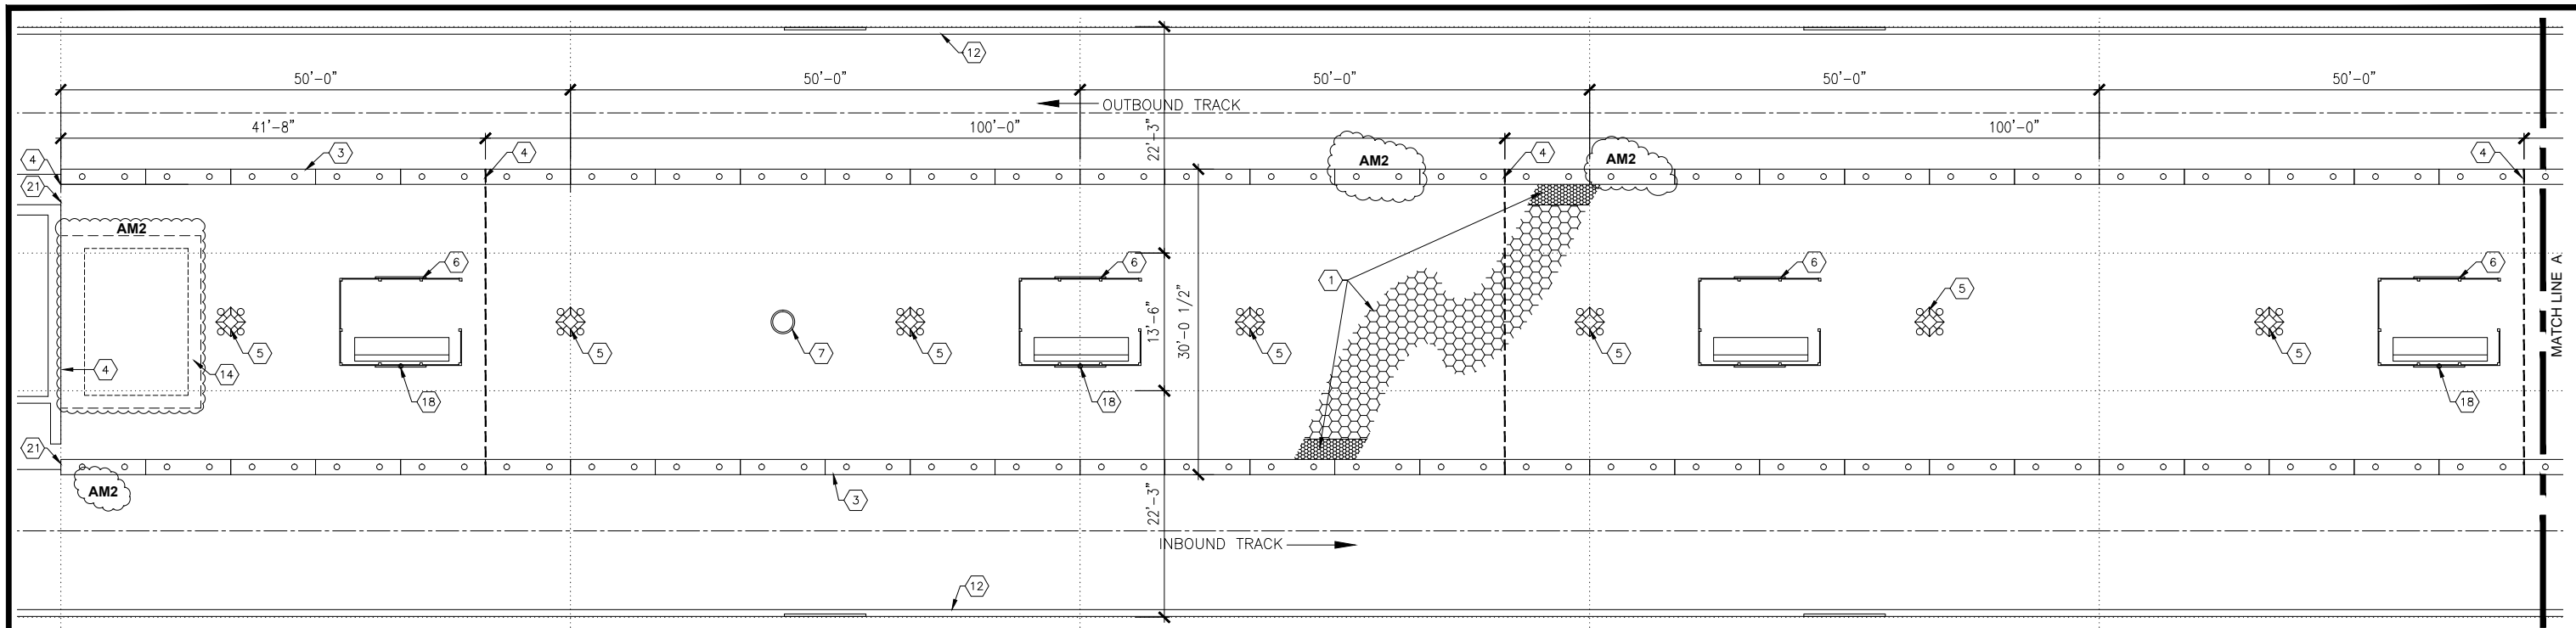 12
50'-0" 50'-0" 50'-0" 50'-0" 50'-0"
OUTBOUND TRACK
41'-8" 100'-0" 100'-0"
22'-3"
4 3 4 AM2 4 AM2 4
21
AM2
6 6 6 6
MATCH LINE A
1
5
13'-6"
30'-0 1/2"
5 5 7 5 5 5 5
4 14
18 18 18
21
AM2
3
22'-3"
INBOUND TRACK
12